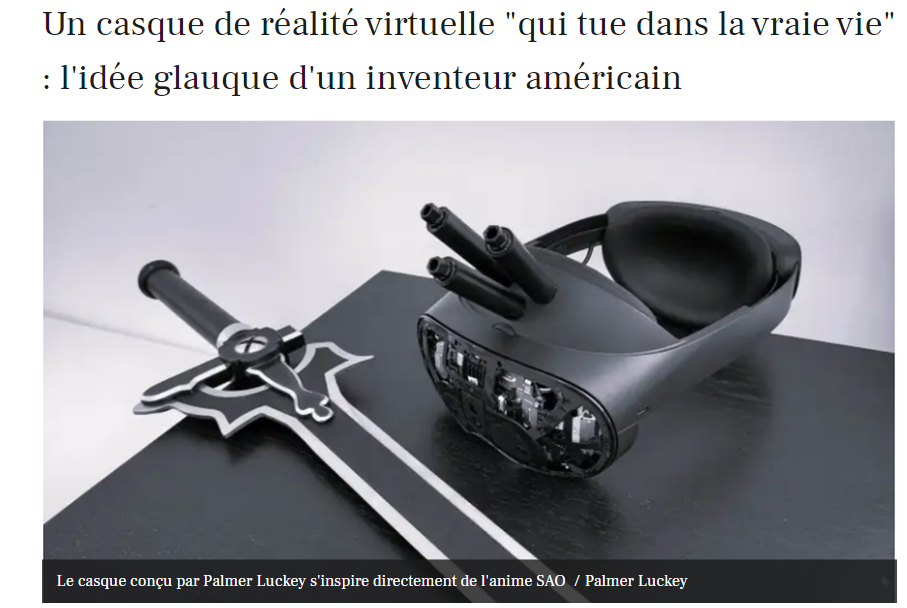 Un casque de réalité virtuelle "qui tue dans la vraie vie"
: l'idée glauque d'un inventeur américain
Le casque conçu par Palmer Luckey s'inspire directement de l'anime SAO / Palmer Luckey